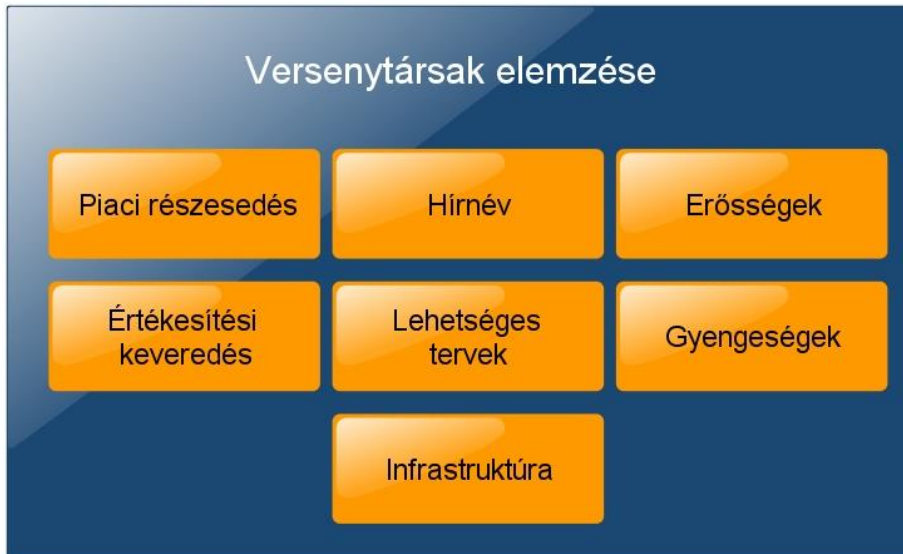 Versenytársak elemzése
Piaci részesedés
Hírnév
Erősségek
Értékesítési
keveredés
Lehetséges
tervek
Gyengeségek
Infrastruktúra